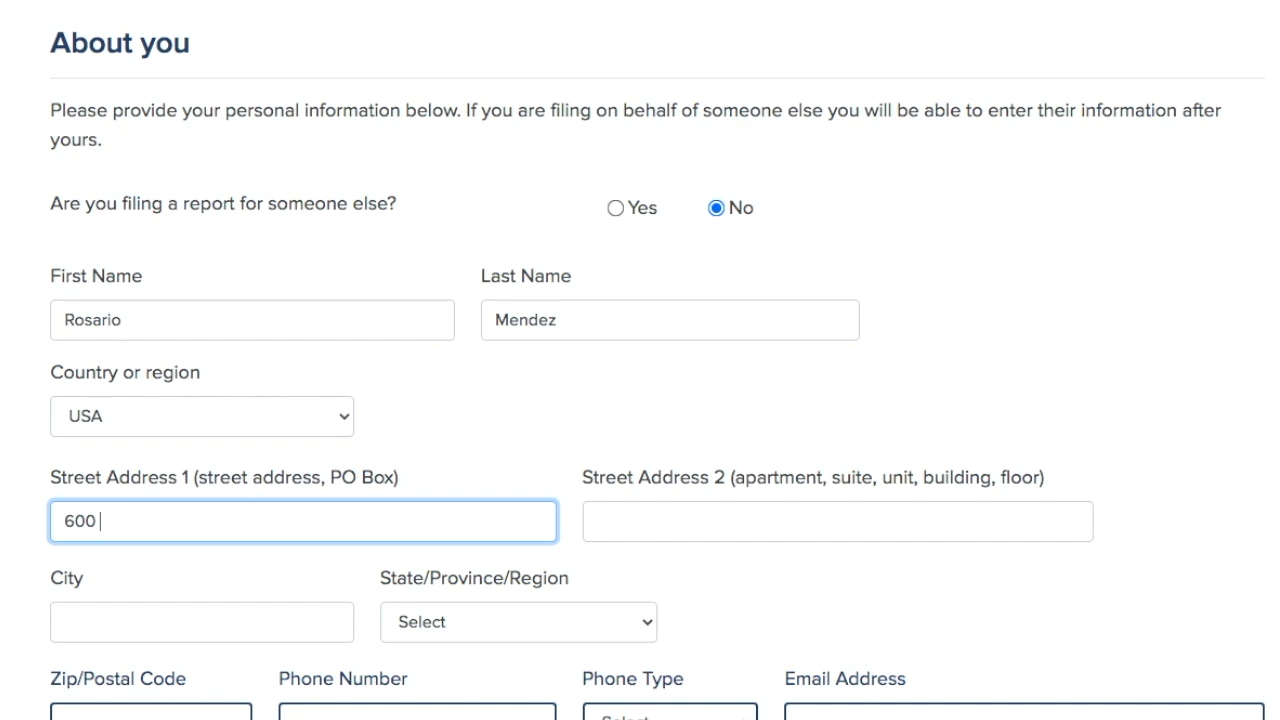 About you
Please provide your personal information below. If you are filing on behalf of someone else you will be able to enter their information after
yours.
Are you filing a report for someone else?
Yes
No
First Name
Last Name
Rosario
Mendez
Country or region
USA
Street Address 1 (street address, PO Box)
Street Address 2 (apartment, suite, unit, building, floor)
600
City
State/Province/Region
Select
Zip/Postal Code
Phone Number
Phone Type
Email Address
Select